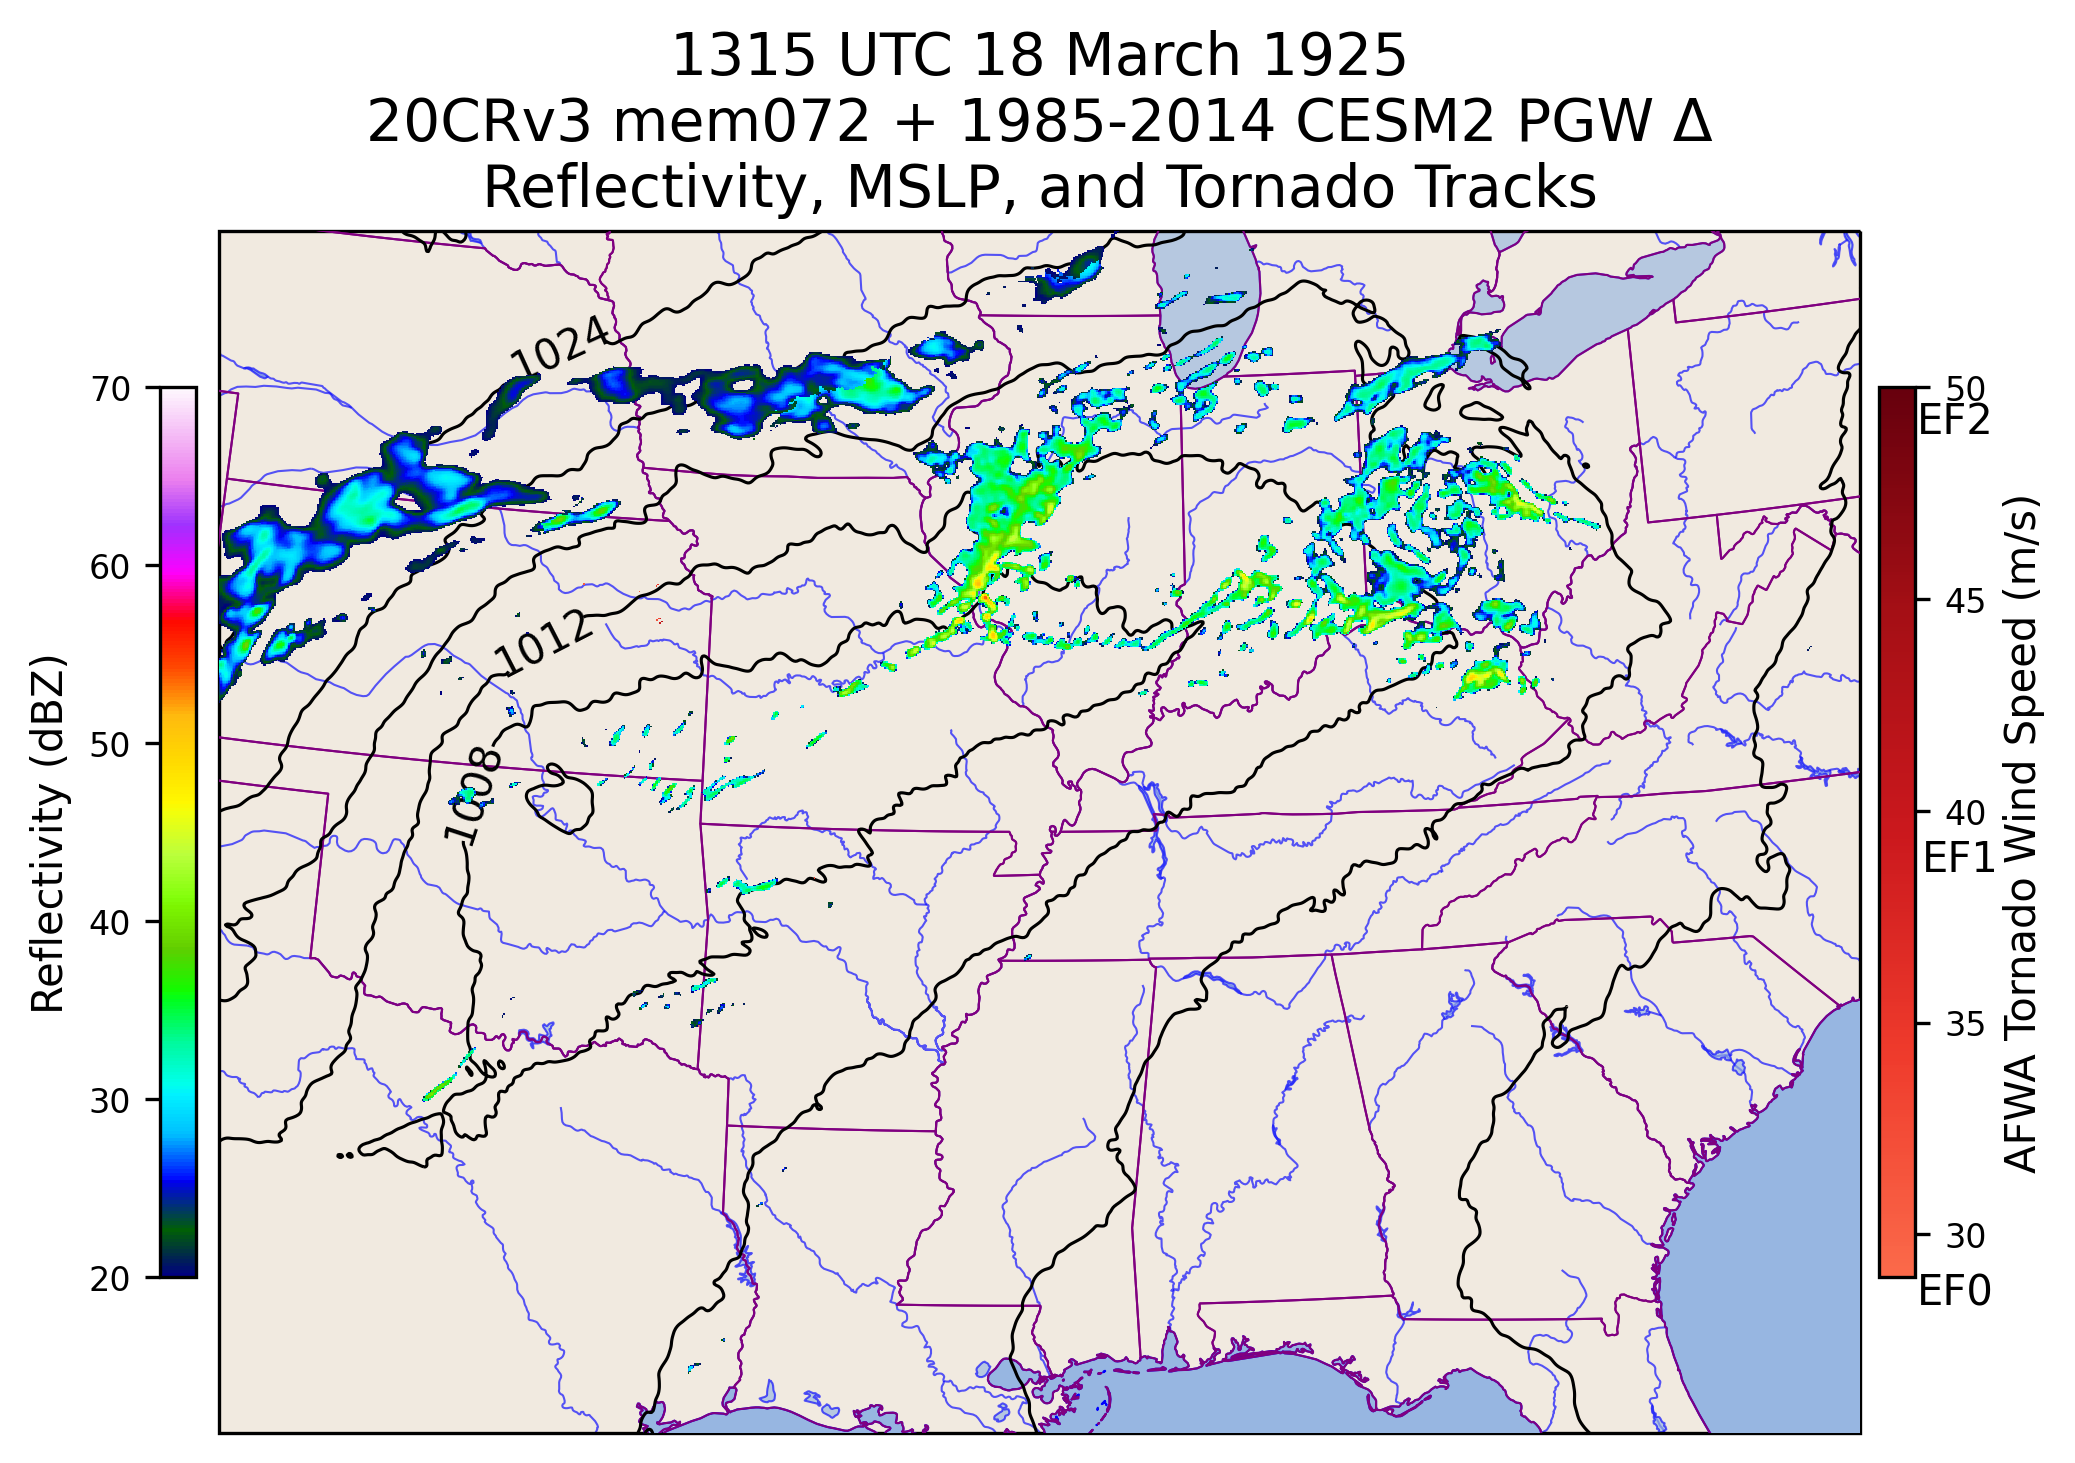 1315 UTC 18 March 1925
20CRv3 mem072 + 1985-2014 CESM2 PGW Δ
Reflectivity, MSLP, and Tornado Tracks
Reflectivity (dBZ)
70
60
50
40
30
20
1024
1012
1008
50
EF2
45
40
EF1
35
30
EF0
AFWA Tornado Wind Speed (m/s)